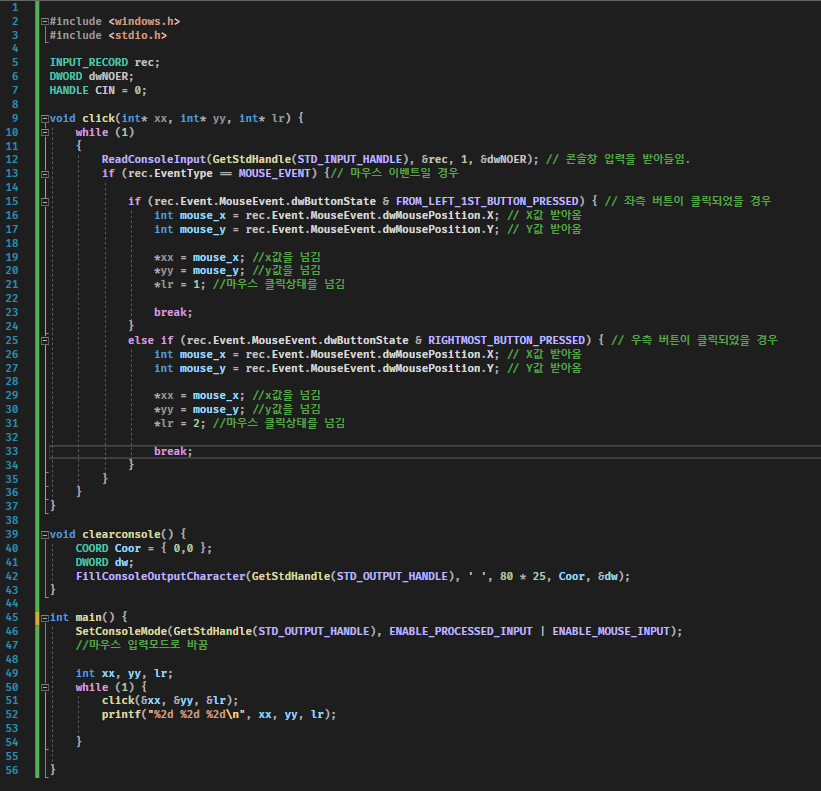 1
2 #include <windows.h>
3 #include <stdio.h>
4
5 INPUT_RECORD rec;
6 DWORD dwNOER;
7 HANDLE CIN = 0;
8
9 void click(int* xx, int* yy, int* lr) {
10 while (1)
11 {
12 ReadConsoleInput(GetStdHandle(STD_INPUT_HANDLE), &rec, 1, &dwNOER); // 콘솔창 입력을 받아들임.
13 if (rec.EventType == MOUSE_EVENT) {// 마우스 이벤트일 경우
14
15 if (rec.Event.MouseEvent.dwButtonState & FROM_LEFT_1ST_BUTTON_PRESSED) { // 좌측 버튼이 클릭되었을 경우
16 int mouse_x = rec.Event.MouseEvent.dwMousePosition.X; // X값 받아옴
17 int mouse_y = rec.Event.MouseEvent.dwMousePosition.Y; // Y값 받아옴
18
19 *xx = mouse_x; //x값을 넘김
20 *yy = mouse_y; //y값을 넘김
21 *lr = 1; //마우스 클릭상태를 넘김
22
23 break;
24 }
25 else if (rec.Event.MouseEvent.dwButtonState & RIGHTMOST_BUTTON_PRESSED) { // 우측 버튼이 클릭되었을 경우
26 int mouse_x = rec.Event.MouseEvent.dwMousePosition.X; // X값 받아옴
27 int mouse_y = rec.Event.MouseEvent.dwMousePosition.Y; // Y값 받아옴
28
29 *xx = mouse_x; //x값을 넘김
30 *yy = mouse_y; //y값을 넘김
31 *lr = 2; //마우스 클릭상태를 넘김
32
33 break;
34 }
35 }
36 }
37 }
38
39 void clearconsole() {
40 COORD Coor = { 0,0 };
41 DWORD dw;
42 FillConsoleOutputCharacter(GetStdHandle(STD_OUTPUT_HANDLE), ' ', 80 * 25, Coor, &dw);
43 }
44
45 int main() {
46 SetConsoleMode(GetStdHandle(STD_OUTPUT_HANDLE), ENABLE_PROCESSED_INPUT | ENABLE_MOUSE_INPUT);
47 //마우스 입력모드로 바꿈
48
49 int xx, yy, lr;
50 while (1) {
51 click(&xx, &yy, &lr);
52 printf("%2d %2d %2d\n", xx, yy, lr);
53
54 }
55
56 }